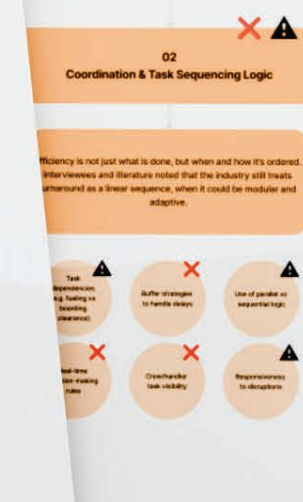 02
Coordination & Task Sequencing Logic
fficiency is not just what is done, but when and how it's ordered.
Interviewees and literature noted that the industry still treats
urnaround as a linear sequence, when it could be modular and
adaptive.
Task
dependencies
e.g. fueling vs
boarding
clearance)
Buffer strategies
to handle delays
Use of parallel vs
sequential logic
real-time
-making
rules
Crew/handler
task visibility
Responsiveness
to disruptions